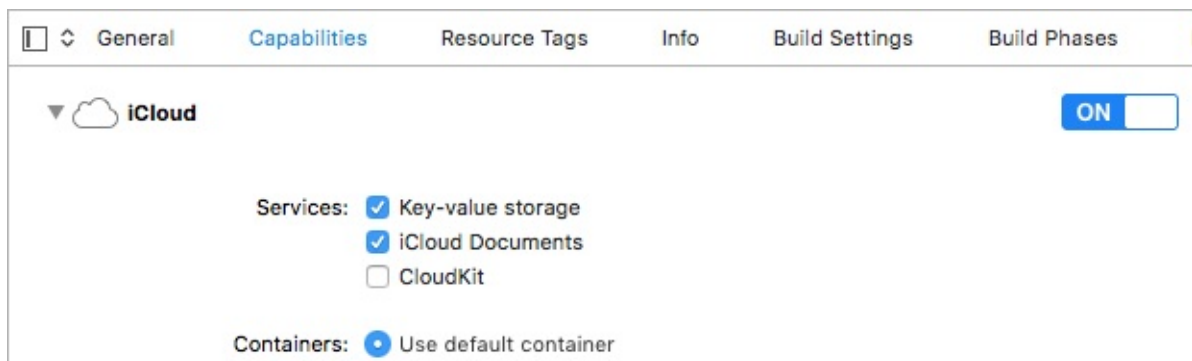 General Capabilities Resource Tags Info Build Settings Build Phases
iCloud ON
Services: Key-value storage
iCloud Documents
CloudKit
Containers: Use default container